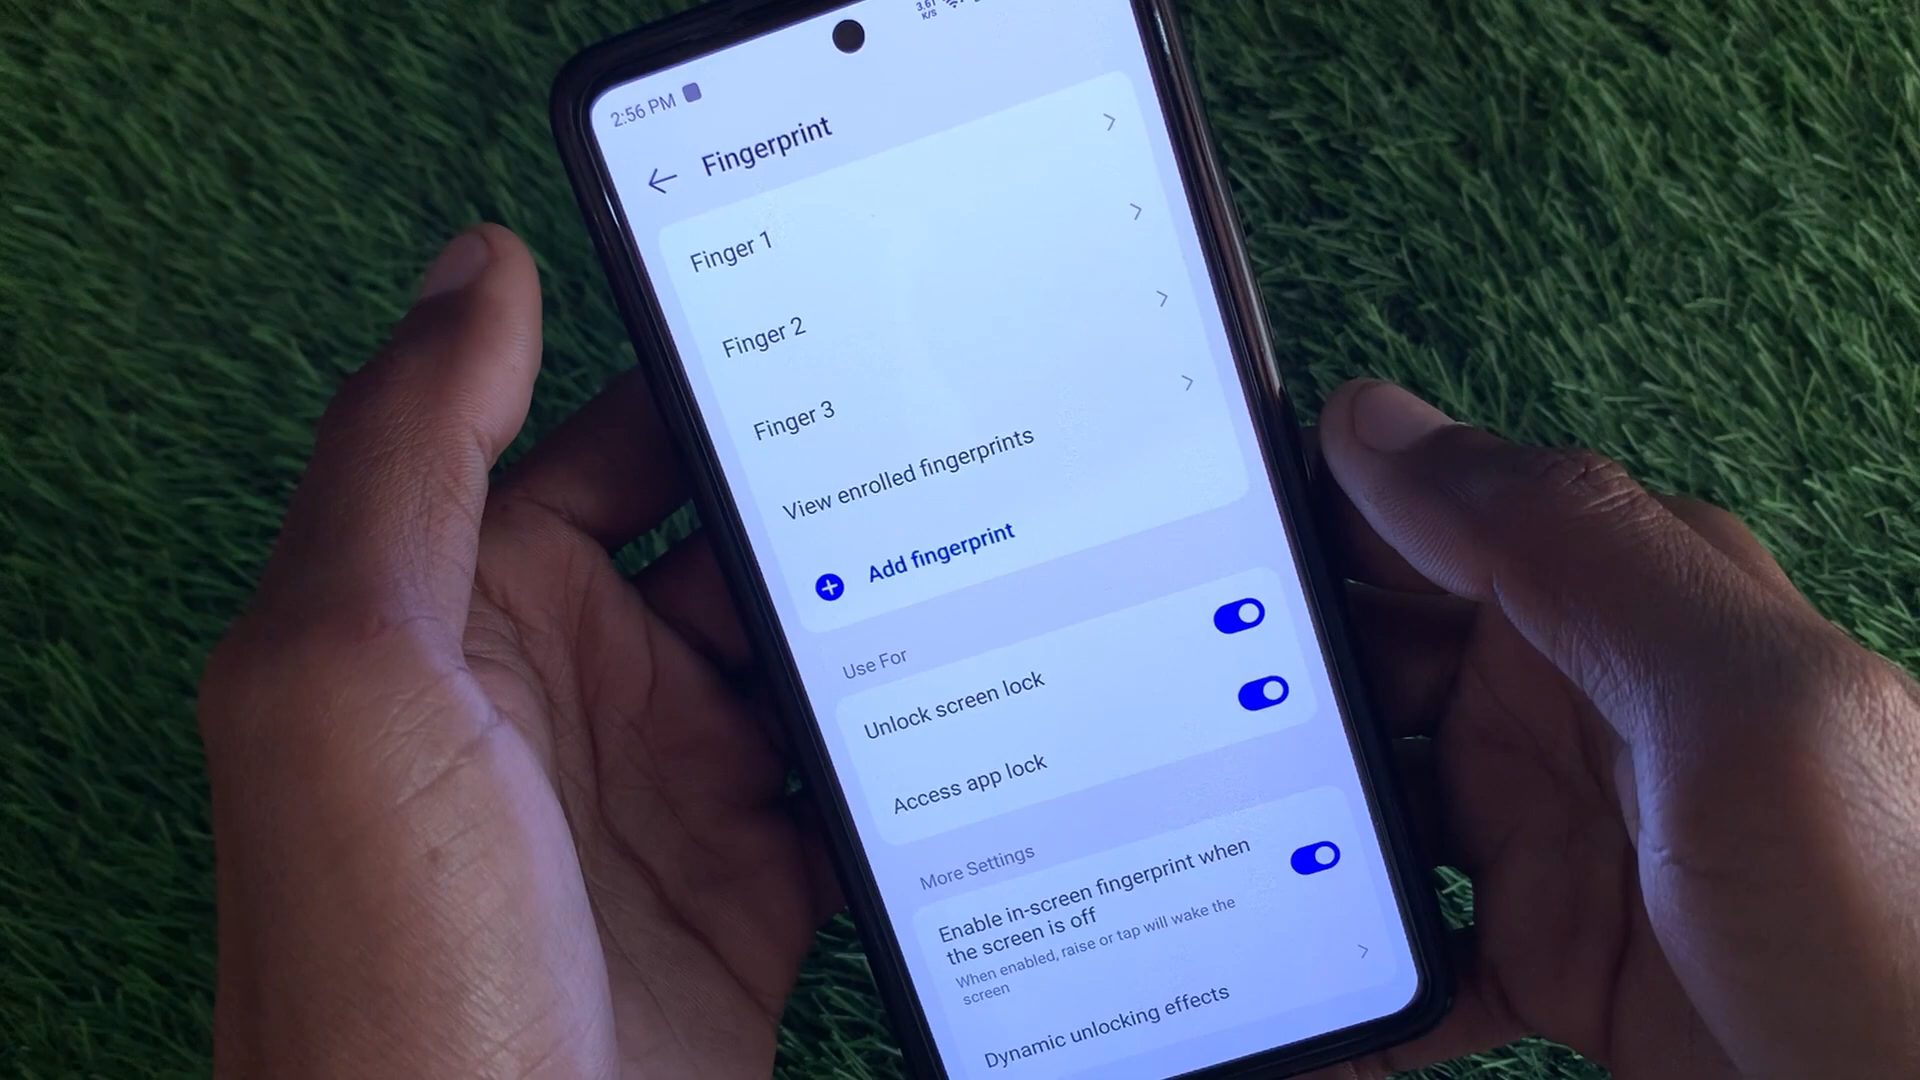 3.61
K/S
2:56 PM
Fingerprint
Finger 1
Finger 2
Finger 3
View enrolled fingerprints
Add fingerprint
Use For
Unlock screen lock
Access app lock
More Settings
Enable in-screen fingerprint when
the screen is off
When enabled, raise or tap will wake the
screen
Dynamic unlocking effects